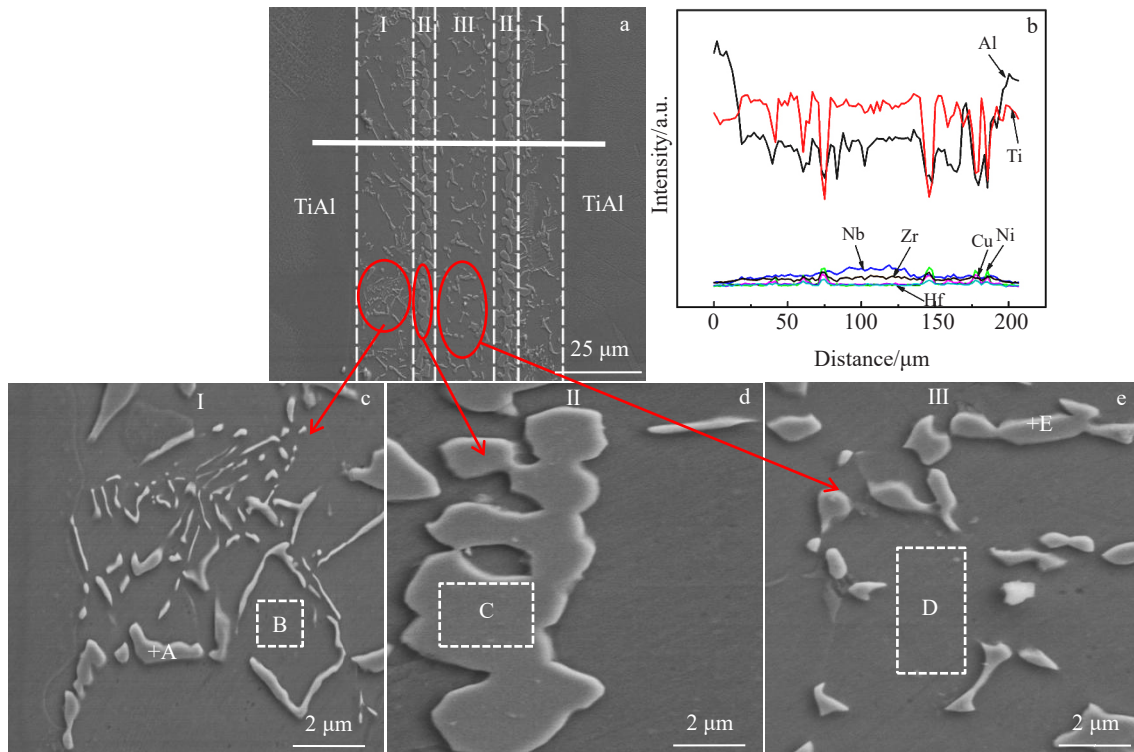 I II III II I a
TiAl TiAl
25 μm
b
Al
Ti
Nb Zr Cu Ni
Hf
Intensity/a.u.
0 50 100 150 200
Distance/μm
I c
+A
B
2 μm
II d
C
2 μm
III e
+E
D
2 μm